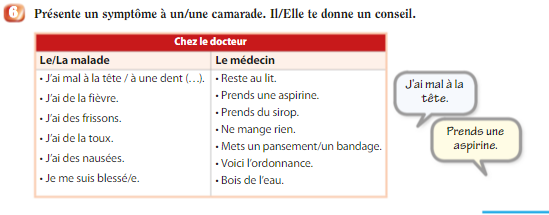 6 Présente un symptôme à un/une camarade. Il/Elle te donne un conseil.
Chez le docteur
Le/La malade
• J'ai mal à la tête / à une dent (…).
• J'ai de la fièvre.
• J'ai des frissons.
• J'ai de la toux.
• J'ai des nausées.
• Je me suis blessé/e.
Le médecin
• Reste au lit.
• Prends une aspirine.
• Prends du sirop.
• Ne mange rien.
• Mets un pansement/un bandage.
• Voici l'ordonnance.
• Bois de l'eau.
J'ai mal à la
tête.
Prends une
aspirine.